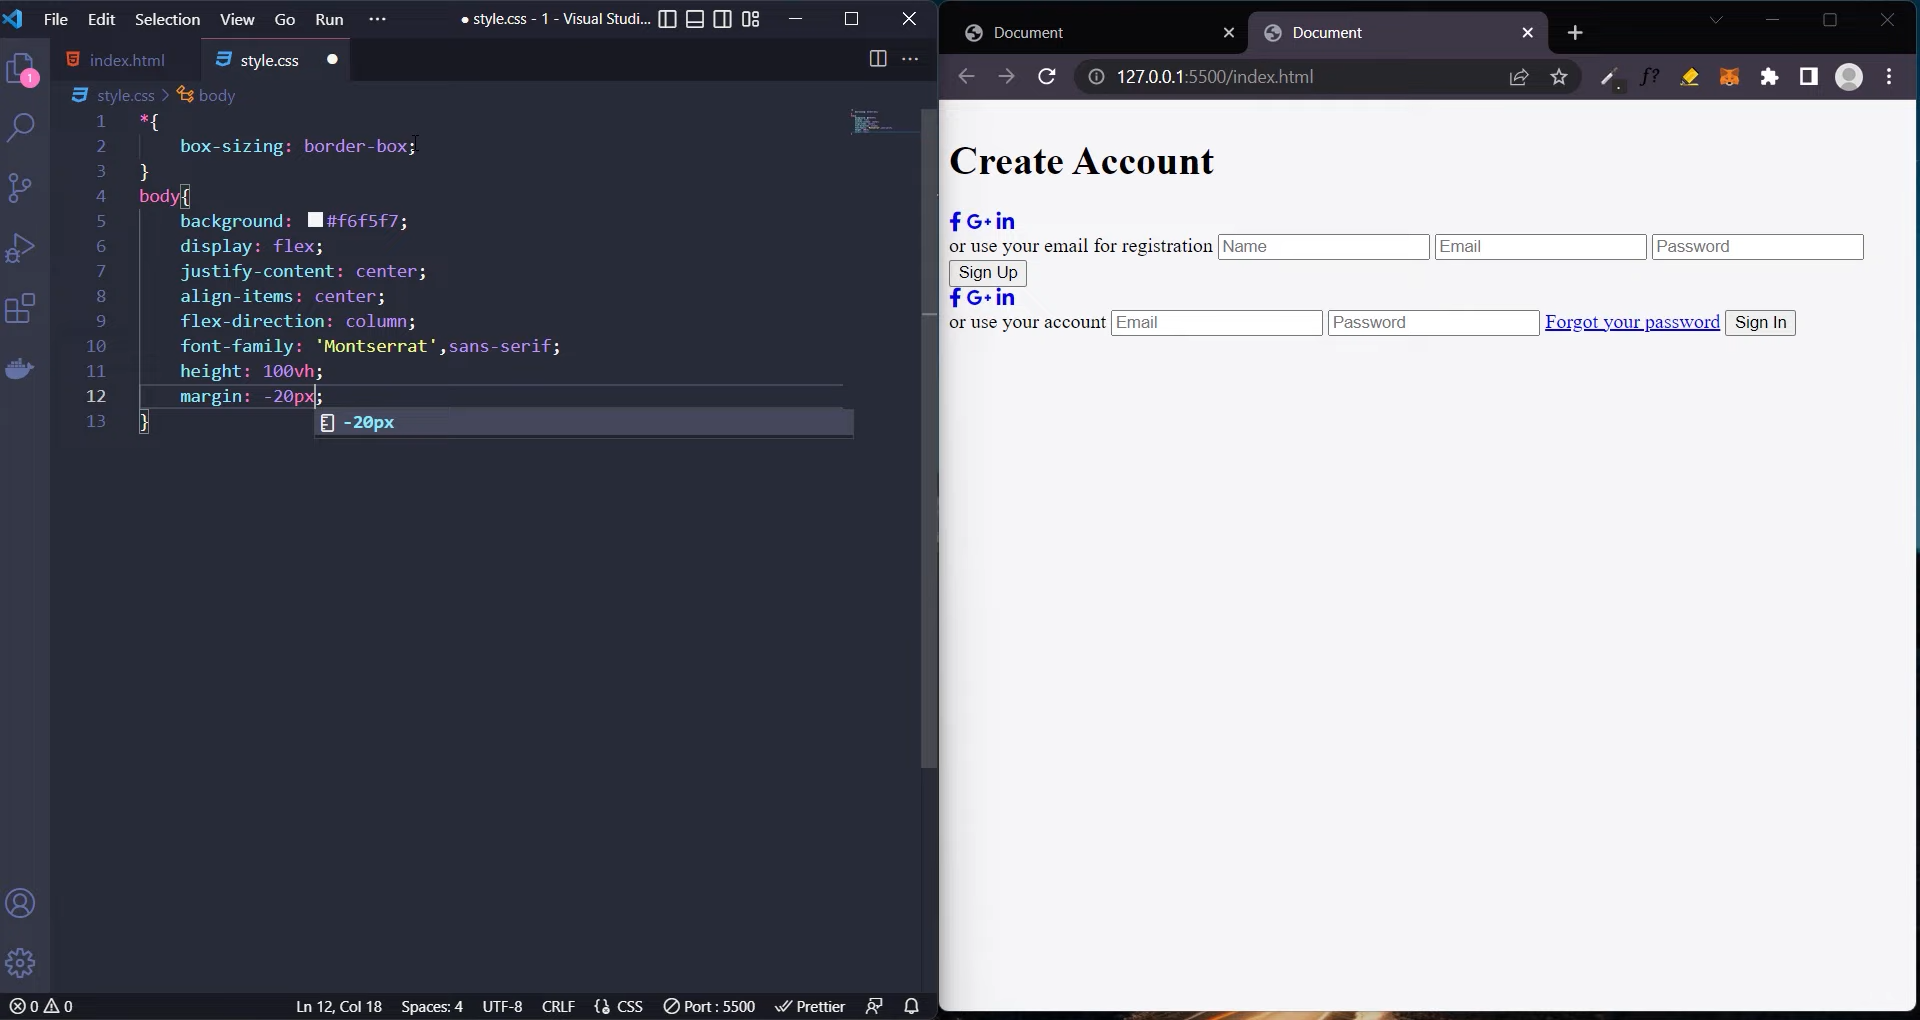 File Edit Selection View Go Run ··· ● style.css - 1 - Visual Studi...
index.html style.css ●
style.css > body
1 *{
2 box-sizing: border-box;
3 }
4 body{
5 background: #f6f5f7;
6 display: flex;
7 justify-content: center;
8 align-items: center;
9 flex-direction: column;
10 font-family: 'Montserrat',sans-serif;
11 height: 100vh;
12 margin: -20px;
13 }
-20px
1
0 0 Ln 12, Col 18 Spaces: 4 UTF-8 CRLF {} CSS Port : 5500 Prettier
Document Document
127.0.0.1:5500/index.html f?
Create Account
f G+ in
or use your email for registration Name Email Password
Sign Up
f G+ in
or use your account Email Password Forgot your password Sign In